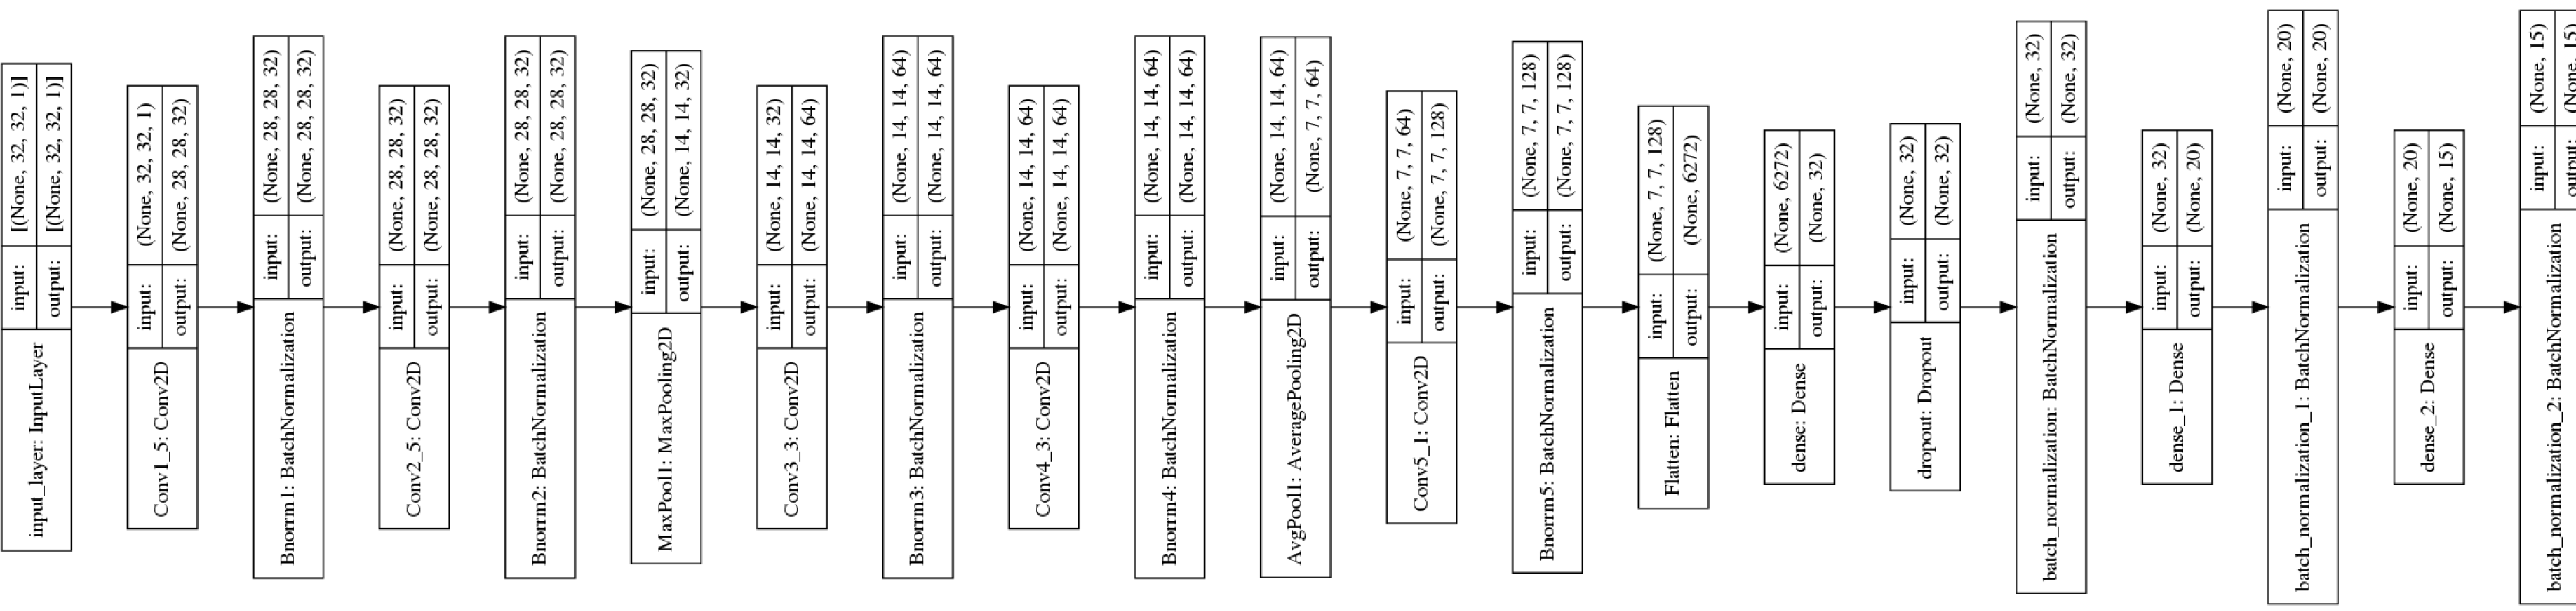 input_layer: InputLayer
input: [(None, 32, 32, 1)]
output: [(None, 32, 32, 1)]
Conv1_5: Conv2D
input: (None, 32, 32, 1)
output: (None, 28, 28, 32)
Bnorrm1: BatchNormalization
input: (None, 28, 28, 32)
output: (None, 28, 28, 32)
Conv2_5: Conv2D
input: (None, 28, 28, 32)
output: (None, 28, 28, 32)
Bnorrm2: BatchNormalization
input: (None, 28, 28, 32)
output: (None, 28, 28, 32)
MaxPool1: MaxPooling2D
input: (None, 28, 28, 32)
output: (None, 14, 14, 32)
Conv3_3: Conv2D
input: (None, 14, 14, 32)
output: (None, 14, 14, 64)
Bnorrm3: BatchNormalization
input: (None, 14, 14, 64)
output: (None, 14, 14, 64)
Conv4_3: Conv2D
input: (None, 14, 14, 64)
output: (None, 14, 14, 64)
Bnorrm4: BatchNormalization
input: (None, 14, 14, 64)
output: (None, 14, 14, 64)
AvgPool1: AveragePooling2D
input: (None, 14, 14, 64)
output: (None, 7, 7, 64)
Conv5_1: Conv2D
input: (None, 7, 7, 64)
output: (None, 7, 7, 128)
Bnorrm5: BatchNormalization
input: (None, 7, 7, 128)
output: (None, 7, 7, 128)
Flatten: Flatten
input: (None, 7, 7, 128)
output: (None, 6272)
dense: Dense
input: (None, 6272)
output: (None, 32)
dropout: Dropout
input: (None, 32)
output: (None, 32)
batch_normalization: BatchNormalization
input: (None, 32)
output: (None, 32)
dense_1: Dense
input: (None, 32)
output: (None, 20)
batch_normalization_1: BatchNormalization
input: (None, 20)
output: (None, 20)
dense_2: Dense
input: (None, 20)
output: (None, 15)
batch_normalization_2: BatchNormalization
input: (None, 15)
output: (None, 15)